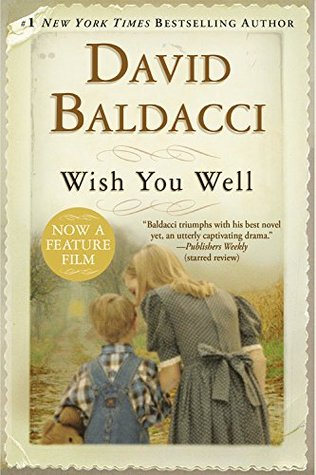 #1 NEW YORK TIMES BESTSELLING AUTHOR
DAVID
BALDACCI
Wish You Well
NOW A
FEATURE
FILM
"Baldacci triumphs with his best novel
yet, an utterly captivating drama."
—Publishers Weekly
(starred review)